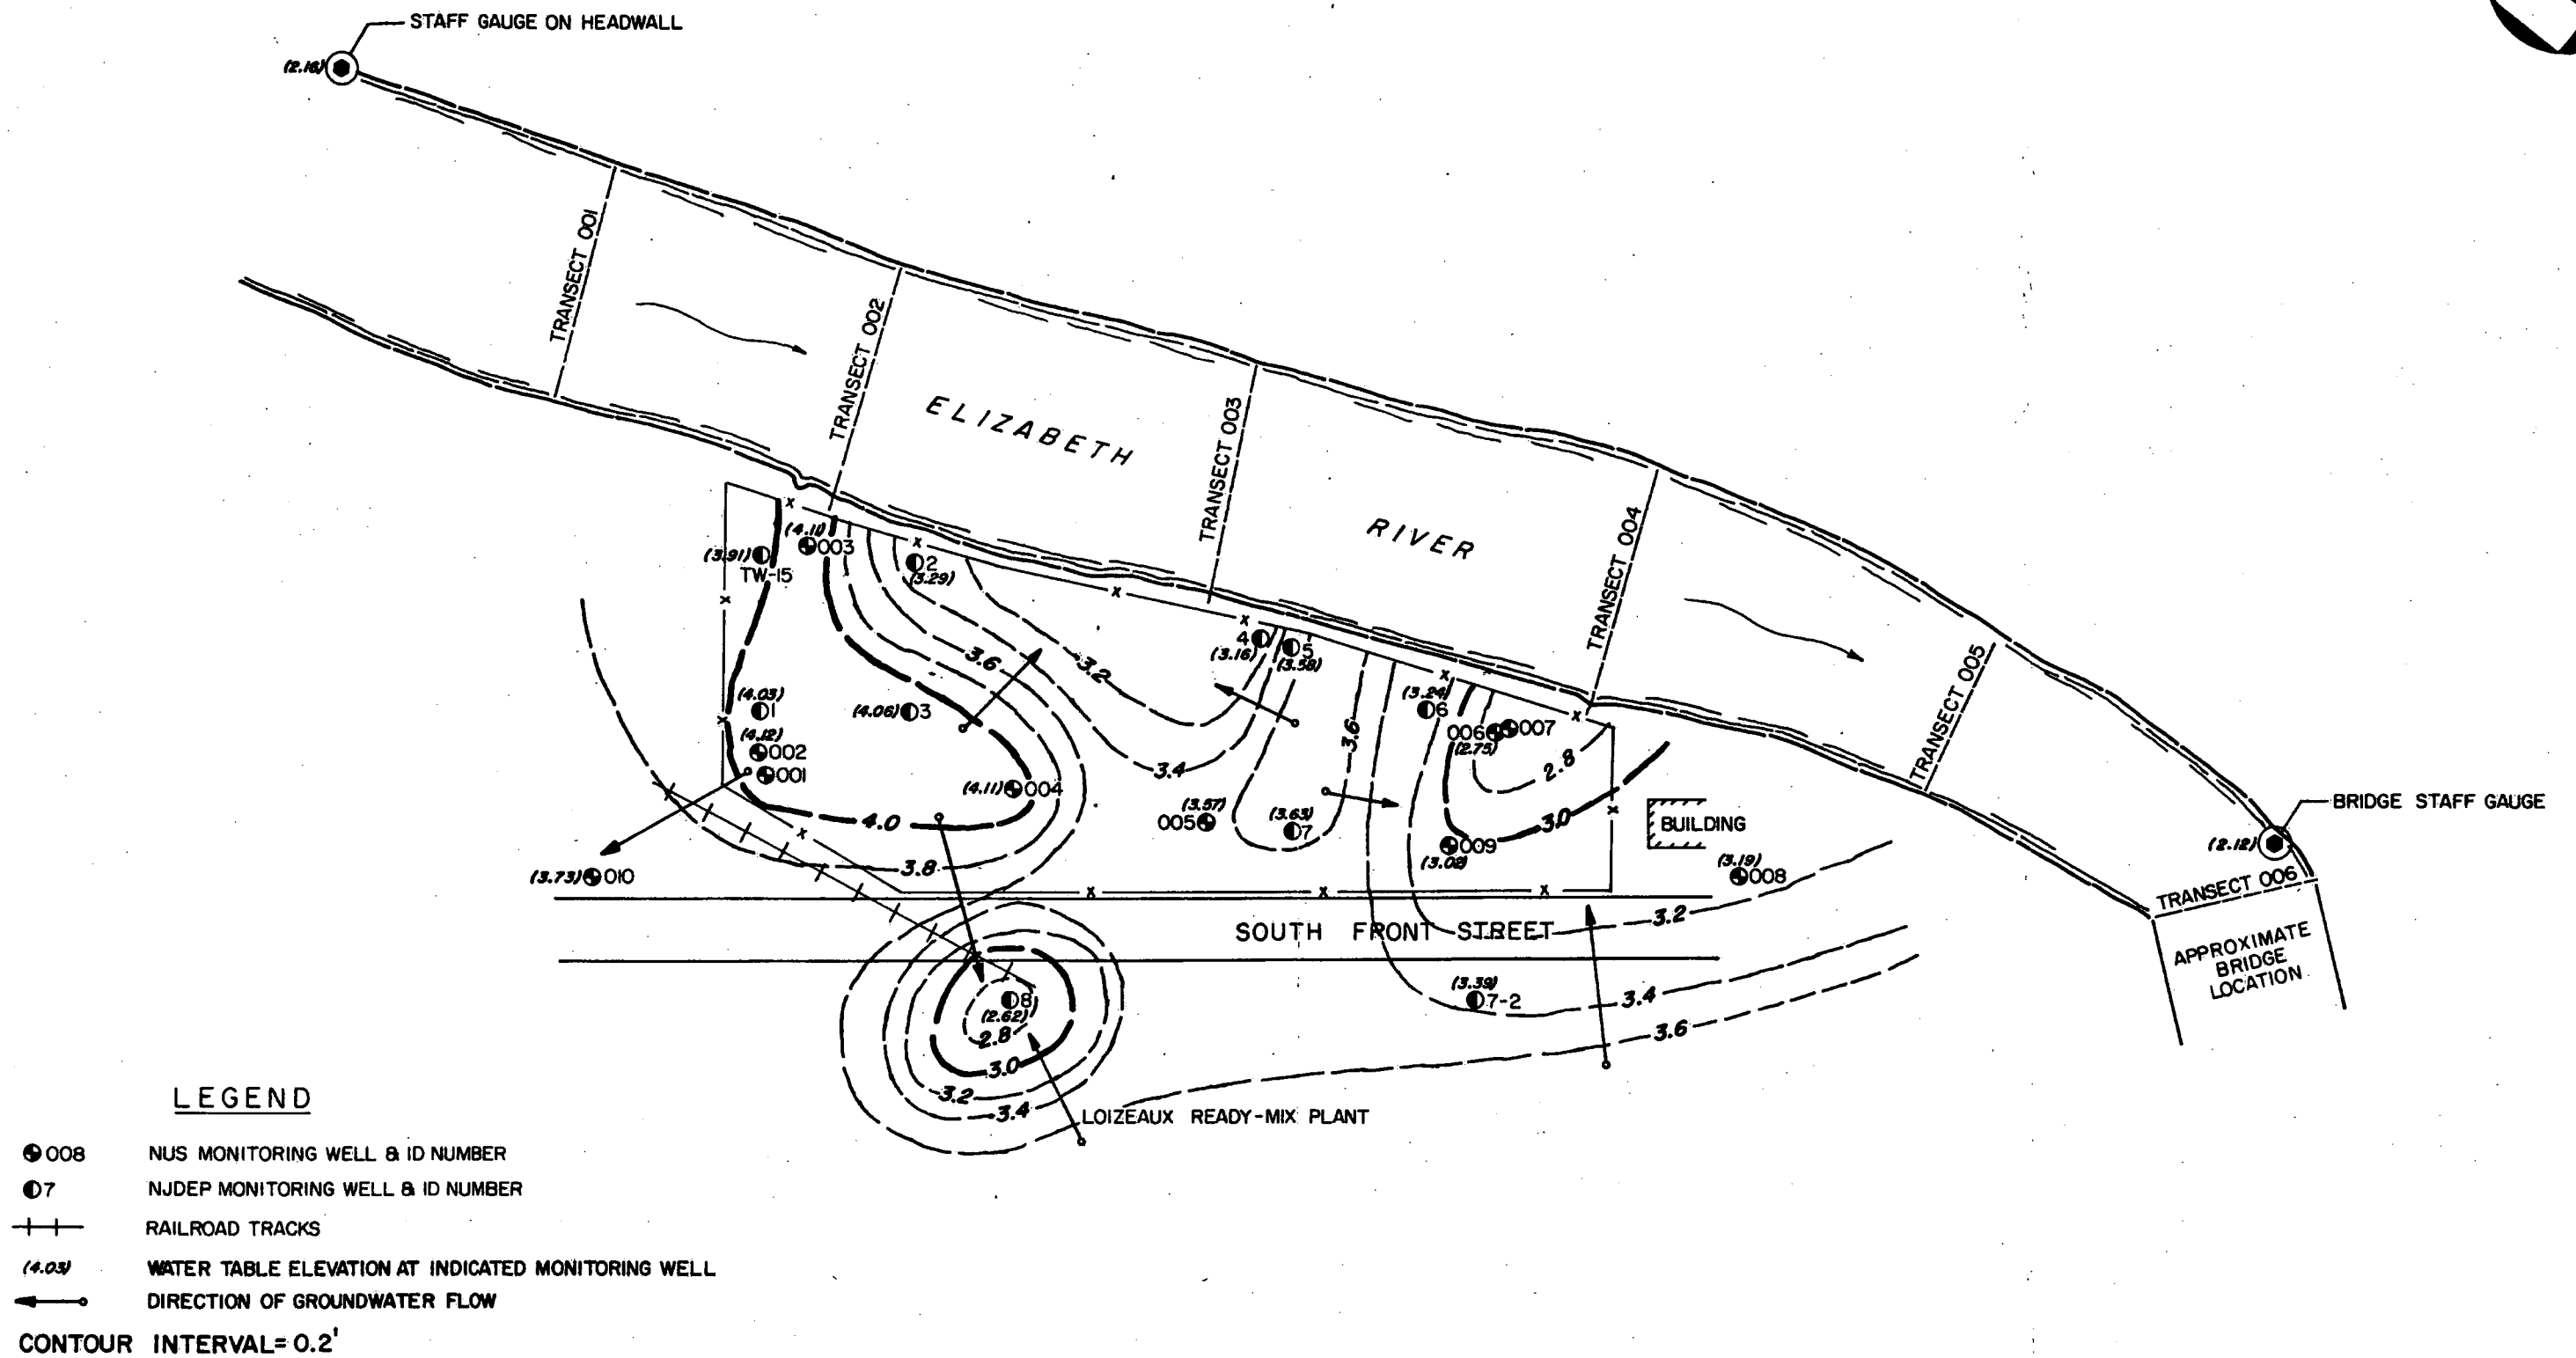 STAFF GAUGE ON HEADWALL
(2.16)
TRANSECT 001
TRANSECT 002
ELIZABETH
TRANSECT 003
RIVER
TRANSECT 004
TRANSECT 005
(4.11)
003
(3.91)
TW-15
2
(3.29)
4
(3.16)
5
(3.58)
3.6
3.2
(4.03)
1
(4.06) 3
(3.24)
6
006 007
(2.75)
(4.12)
002
001
3.6
3.4
2.8
(4.11) 004
(3.57)
005
(3.63)
7
4.0
3.0
BUILDING
BRIDGE STAFF GAUGE
(2.12)
009
(3.02)
3.8
(3.73) 010
(3.19)
008
TRANSECT 006
3.2
SOUTH FRONT STREET
APPROXIMATE
BRIDGE
LOCATION
8
(2.62)
2.8
(3.39)
7-2
3.4
3.6
3.0
3.2
3.4
LOIZEAUX READY-MIX PLANT
LEGEND
008 NUS MONITORING WELL & ID NUMBER
7 NJDEP MONITORING WELL & ID NUMBER
RAILROAD TRACKS
(4.03) WATER TABLE ELEVATION AT INDICATED MONITORING WELL
DIRECTION OF GROUNDWATER FLOW
CONTOUR INTERVAL=0.2'